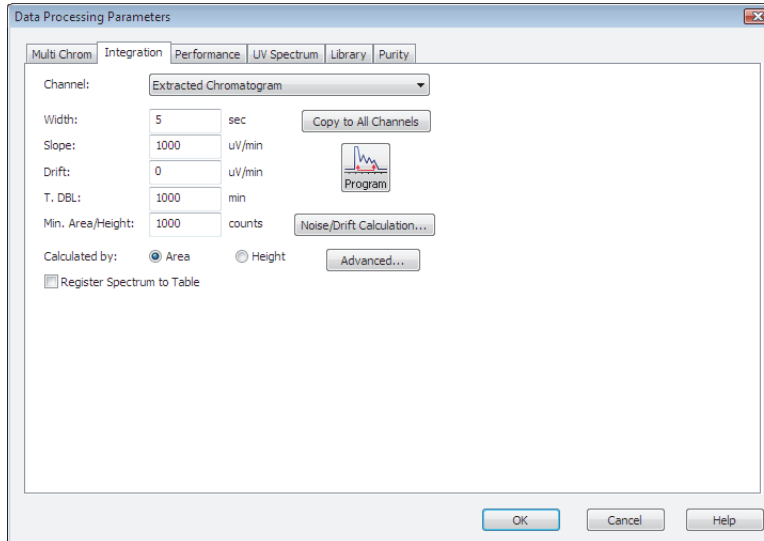 Data Processing Parameters
Multi Chrom Integration Performance UV Spectrum Library Purity
Channel: Extracted Chromatogram
Width: 5 sec Copy to All Channels
Slope: 1000 uV/min
Drift: 0 uV/min
Program
T. DBL: 1000 min
Min. Area/Height: 1000 counts Noise/Drift Calculation...
Calculated by: Area Height Advanced...
Register Spectrum to Table
OK Cancel Help